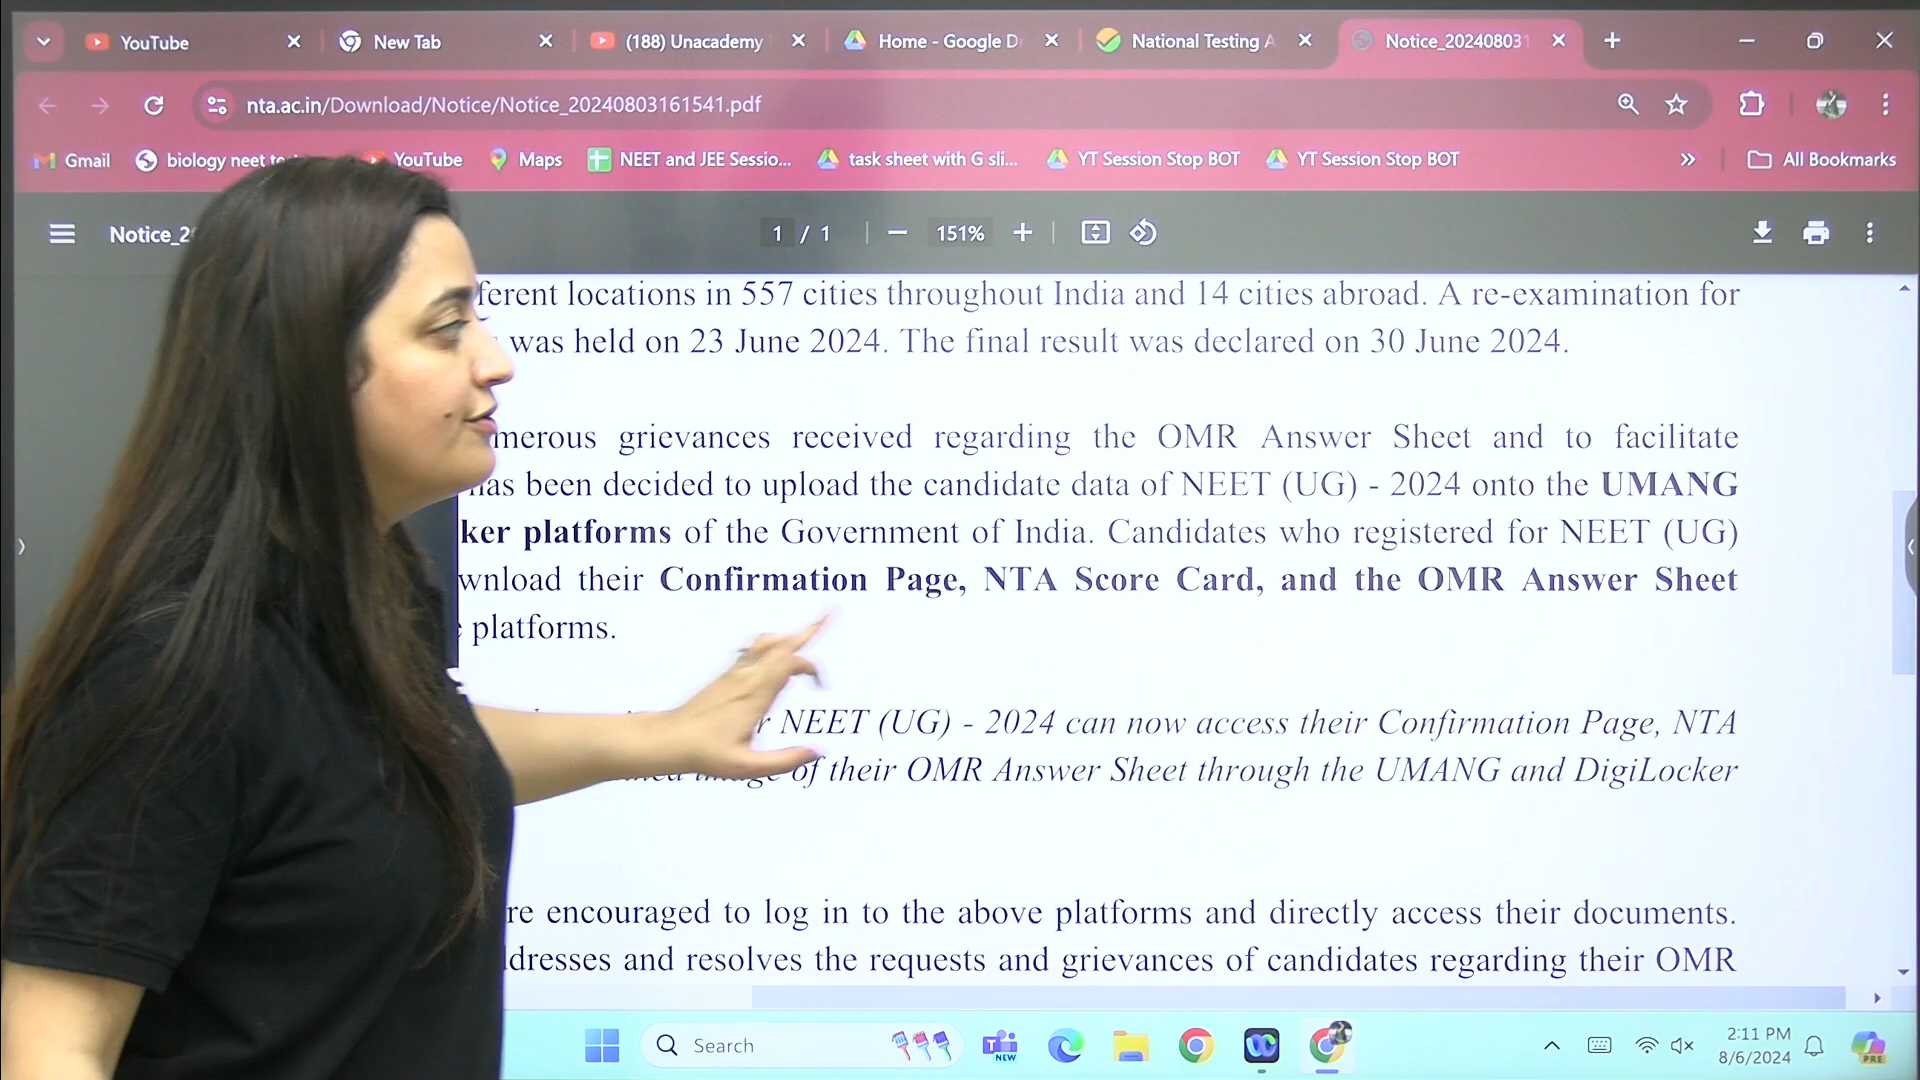 YouTube
New Tab
(188) Unacademy
Home - Google D
National Testing A
Notice_202408031
nta.ac.in/Download/Notice/Notice_20240803161541.pdf
Gmail
biology neet
YouTube
Maps
NEET and JEE Sessio...
task sheet with G sli...
YT Session Stop BOT
YT Session Stop BOT
All Bookmarks
Notice_2
1 / 1
151%
ferent locations in 557 cities throughout India and 14 cities abroad. A re-examination for
was held on 23 June 2024. The final result was declared on 30 June 2024.
merous grievances received regarding the OMR Answer Sheet and to facilitate
has been decided to upload the candidate data of NEET (UG) - 2024 onto the UMANG
ker platforms of the Government of India. Candidates who registered for NEET (UG)
wnload their Confirmation Page, NTA Score Card, and the OMR Answer Sheet
platforms.
r NEET (UG) - 2024 can now access their Confirmation Page, NTA
image of their OMR Answer Sheet through the UMANG and DigiLocker
re encouraged to log in to the above platforms and directly access their documents.
ddresses and resolves the requests and grievances of candidates regarding their OMR
Search
NEW
2:11 PM
8/6/2024
PRE